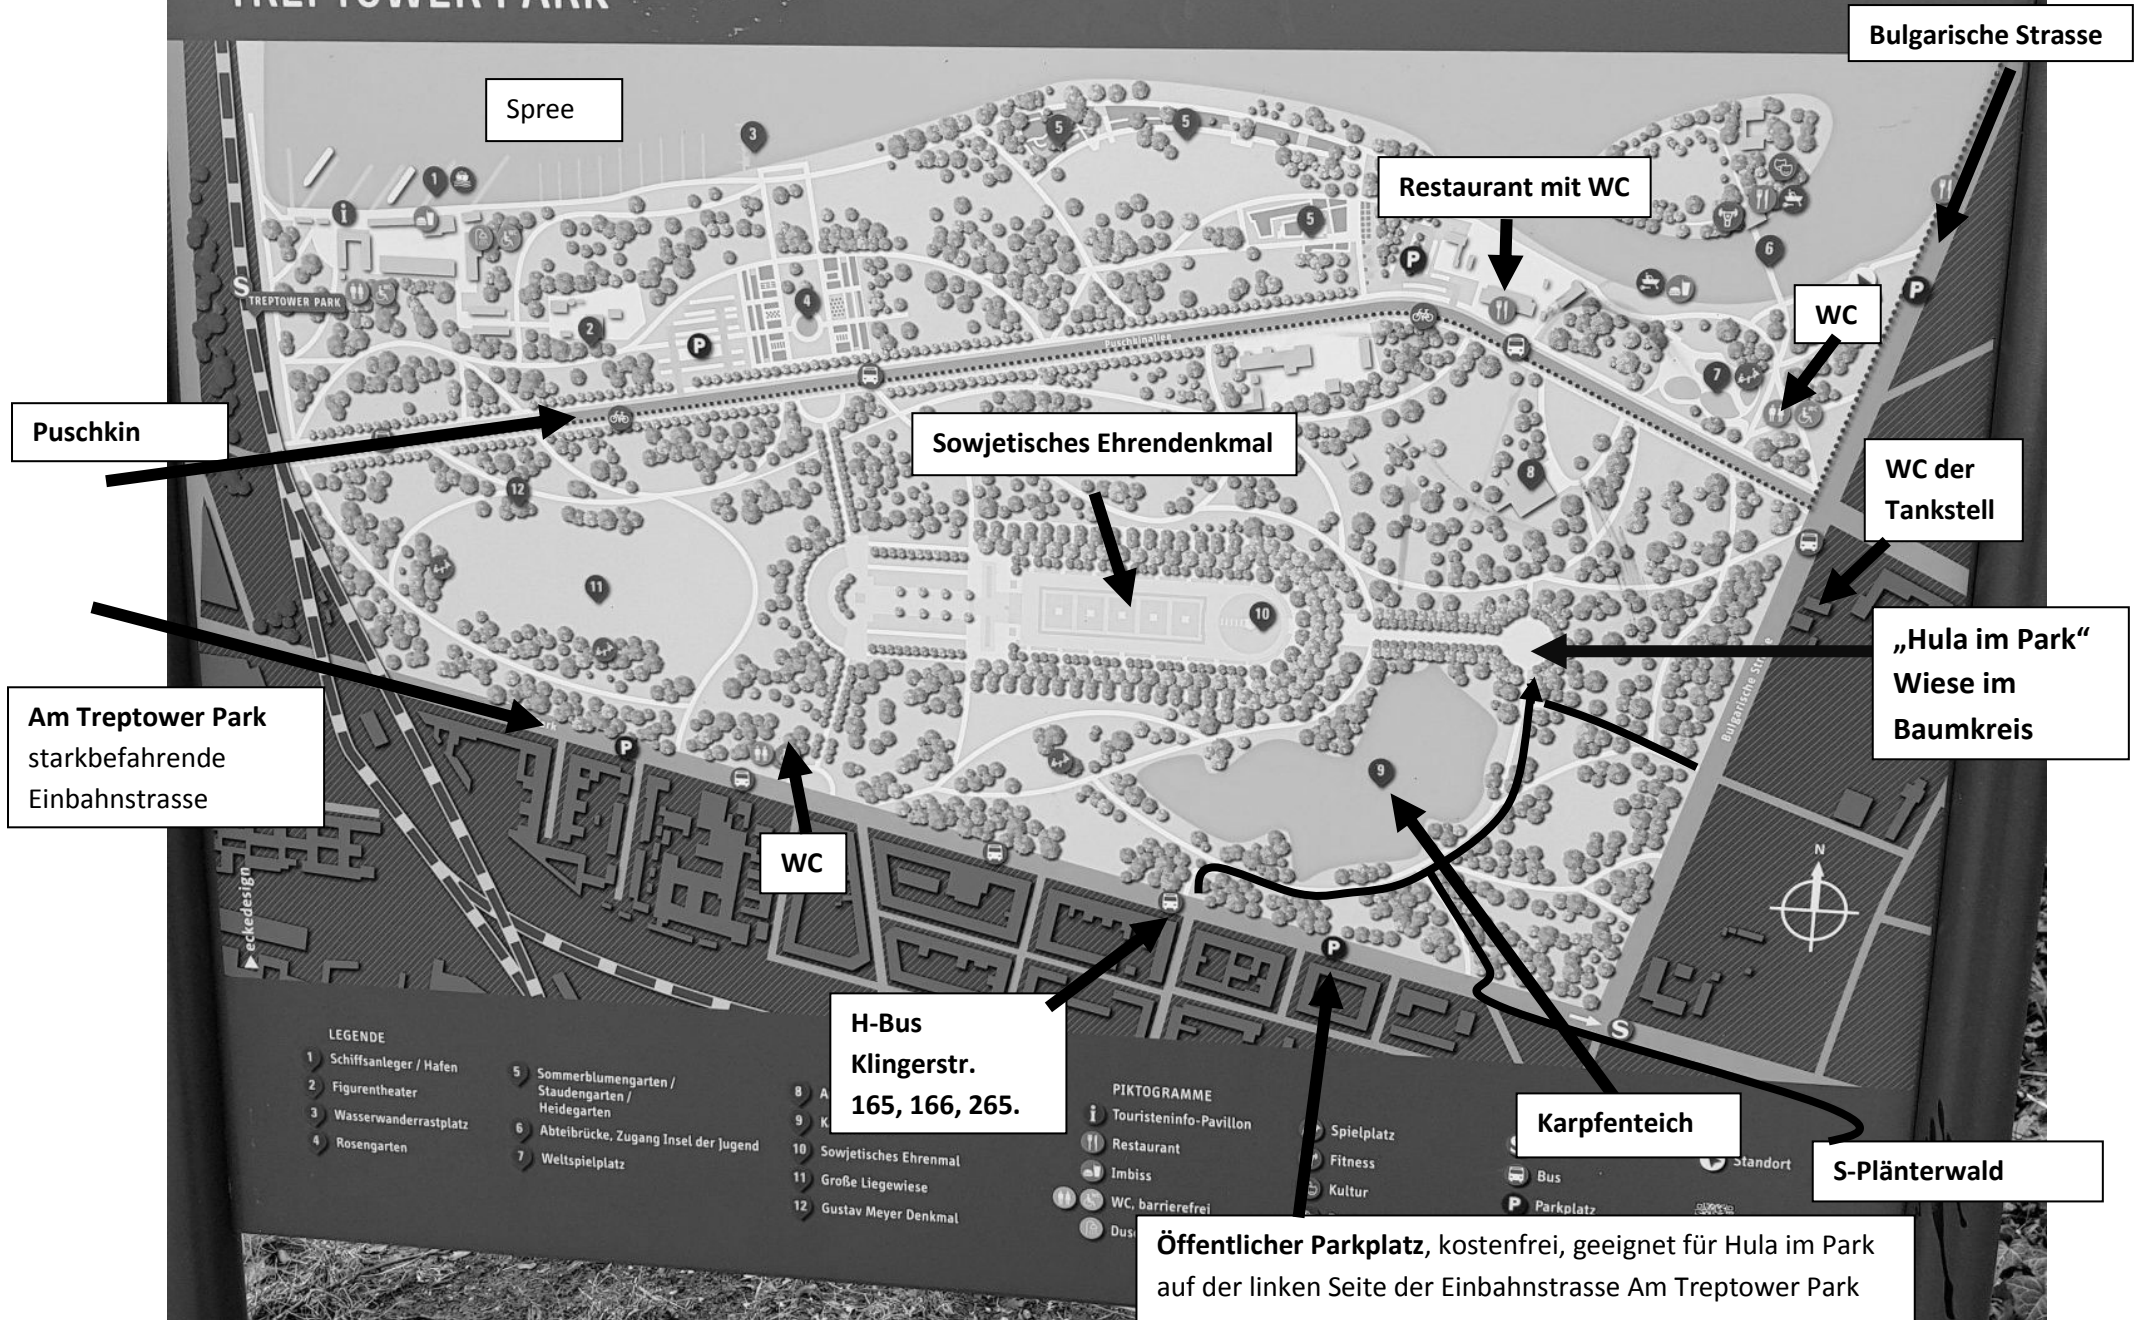 TREPTOWER PARK
Bulgarische Strasse
Spree
Restaurant mit WC
TREPTOWER PARK
WC
Puschkinallee
Puschkin
Sowjetisches Ehrendenkmal
WC der
Tankstell
„Hula im Park“
Wiese im
Baumkreis
Bulgarische Str
Am Treptower Park
starkbefahrende
Einbahnstrasse
WC
N
eckedesign
H-Bus
Klingerstr.
165, 166, 265.
Karpfenteich
S-Plänterwald
LEGENDE
1 Schiffsanleger / Hafen
2 Figurentheater
3 Wasserwanderrastplatz
4 Rosengarten
5 Sommerblumengarten /
Staudengarten /
Heidegarten
6 Abteibrücke, Zugang Insel der Jugend
7 Weltspielplatz
8 A
9 K
10 Sowjetisches Ehrenmal
11 Große Liegewiese
12 Gustav Meyer Denkmal
PIKTOGRAMME
i Touristeninfo-Pavillon
Restaurant
Imbiss
WC, barrierefrei
Dus
Spielplatz
Fitness
Kultur
S
Bus
P Parkplatz
Standort
Öffentlicher Parkplatz, kostenfrei, geeignet für Hula im Park
auf der linken Seite der Einbahnstrasse Am Treptower Park